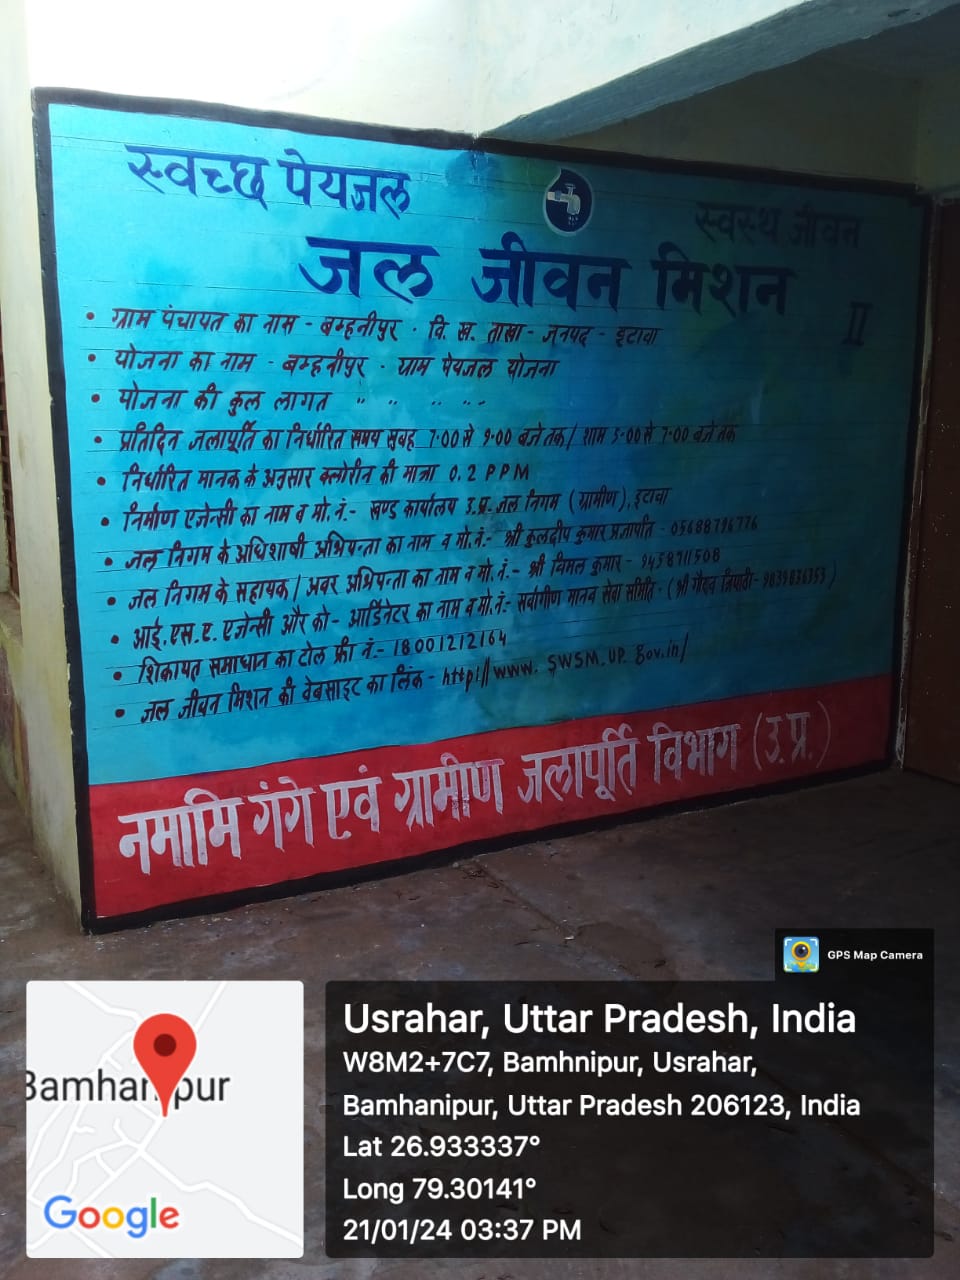 स्वच्छ पेयजल
स्वस्थ जीवन
जल जीवन मिशन
II
• ग्राम पंचायत का नाम - बम्हनीपुर · वि. ख. ताखा - जनपद - इटावा
• योजना का नाम - बम्हनीपुर · ग्राम पेयजल योजना
• योजना की कुल लागत " " " "
• प्रतिदिन जलापूर्ति का निर्धारित समय सुबह 7.00 से 9.00 बजे तक / शाम 5.00 से 7.00 बजे तक
• निर्धारित मानक के अनुसार क्लोरीन की मात्रा 0.2 PPM
• निर्माण एजेन्सी का नाम व मो. नं.- खण्ड कार्यालय उ.प्र. जल निगम (ग्रामीण), इटावा
• जल निगम के अधिशाषी अभियन्ता का नाम व मो. नं.- श्री कुलदीप कुमार प्रजापति - 05688796776
• जल निगम के सहायक / अवर अभियन्ता का नाम व मो. नं.- श्री विमल कुमार - 9458711508
• आई.एस.ए. एजेन्सी और को-आर्डिनेटर का नाम व मो. नं.- सर्वांगीण मानव सेवा समीति - (श्री गौरव त्रिपाठी - 9839836353)
• शिकायत समाधान का टोल फ्री नं.- 18001212164
• जल जीवन मिशन की वेबसाइट का लिंक - http://www. SWSM.UP. Gov.in/
नमामि गंगे एवं ग्रामीण जलापूर्ति विभाग (उ.प्र.)
GPS Map Camera
Bamhanipur
Google
Usrahar, Uttar Pradesh, India
W8M2+7C7, Bamhnipur, Usrahar,
Bamhanipur, Uttar Pradesh 206123, India
Lat 26.933337°
Long 79.30141°
21/01/24 03:37 PM